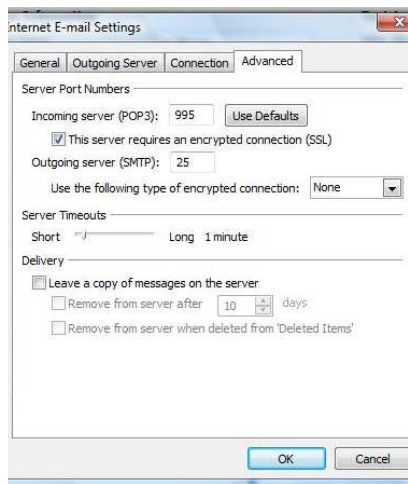 Internet E-mail Settings
General Outgoing Server Connection Advanced
Server Port Numbers
Incoming server (POP3): 995 Use Defaults
This server requires an encrypted connection (SSL)
Outgoing server (SMTP): 25
Use the following type of encrypted connection: None
Server Timeouts
Short Long 1 minute
Delivery
Leave a copy of messages on the server
Remove from server after 10 days
Remove from server when deleted from 'Deleted Items'
OK Cancel